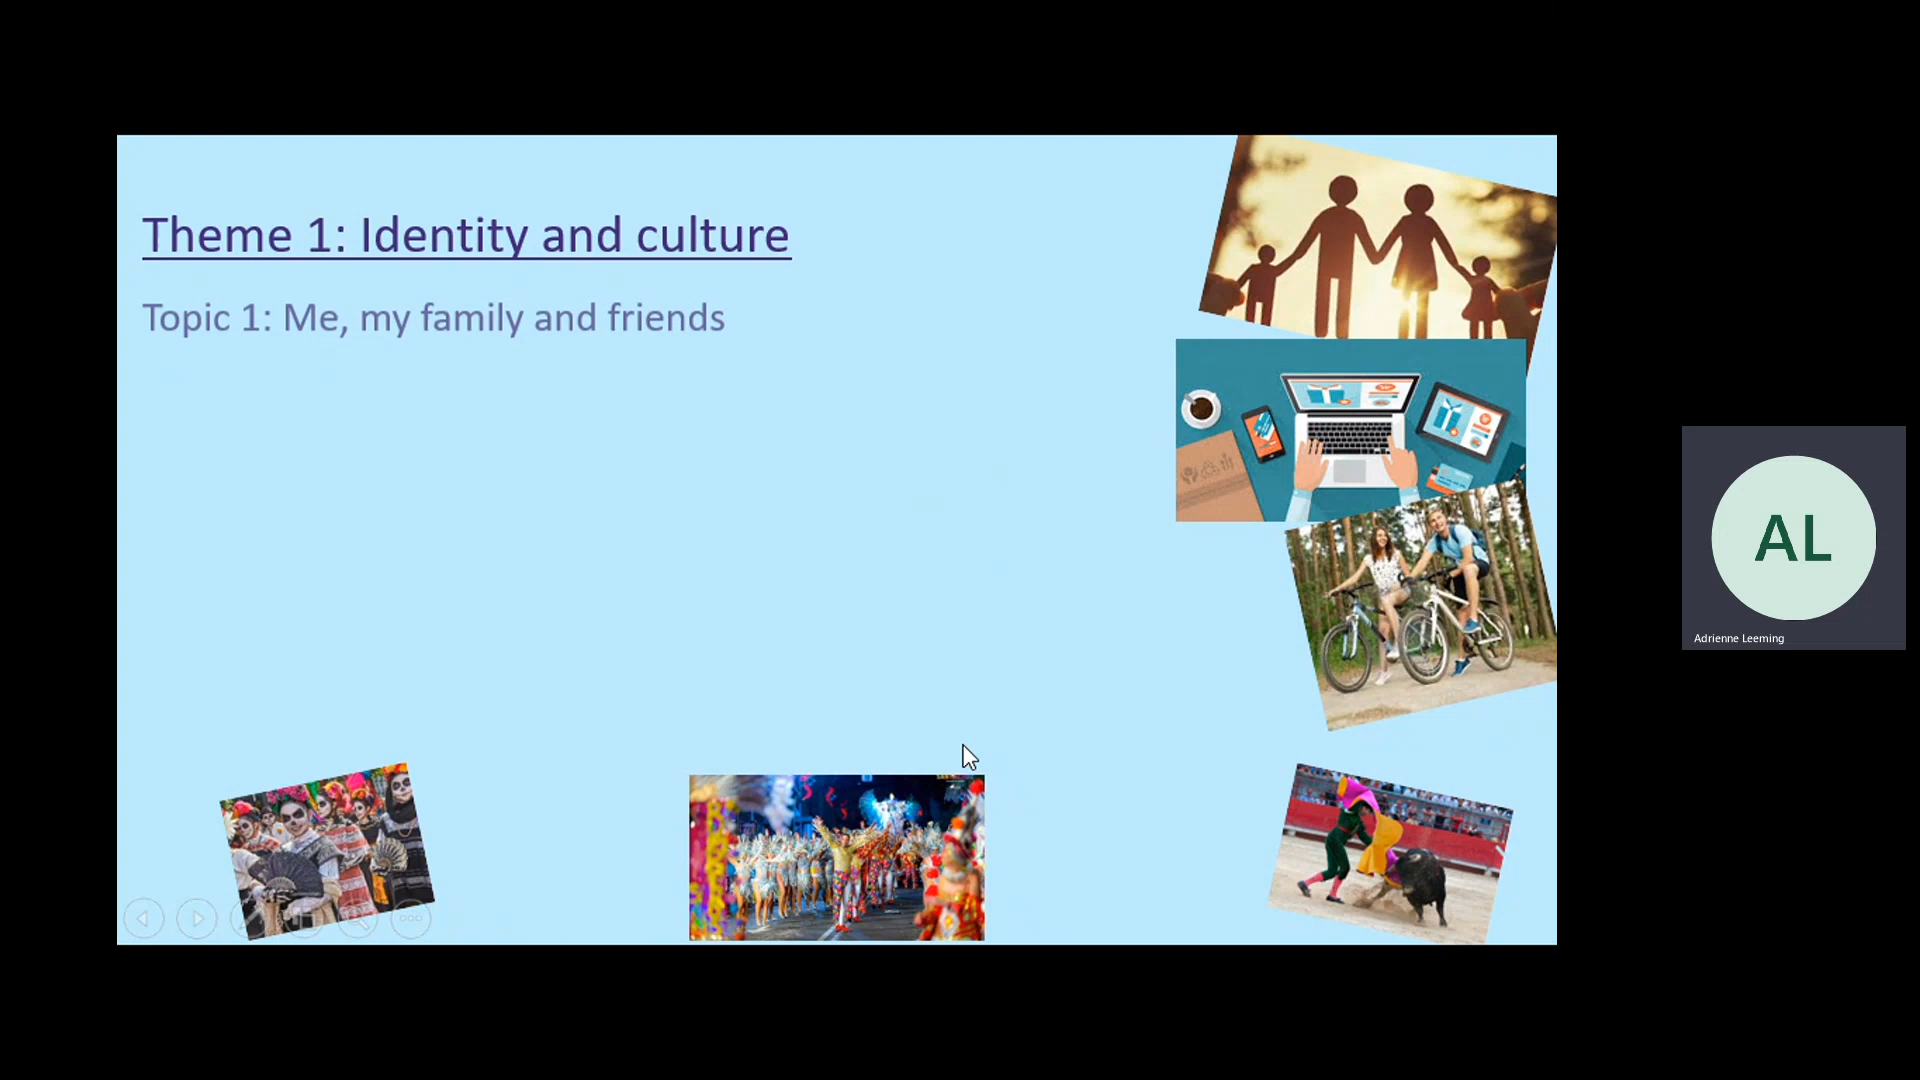 Theme 1: Identity and culture
Topic 1: Me, my family and friends
AL
Adrienne Leeming